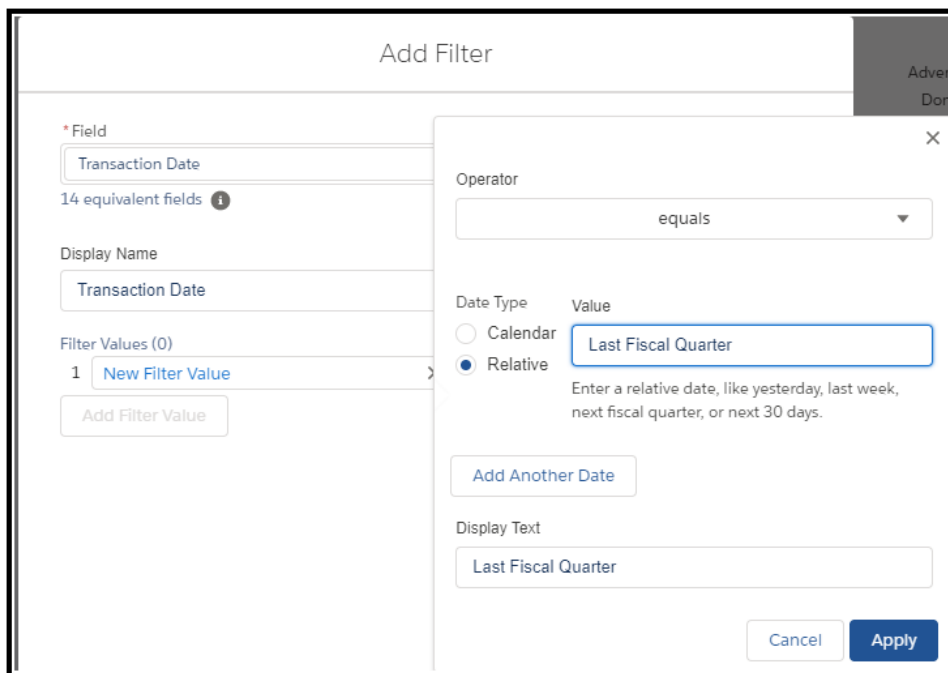 Add Filter
* Field
Transaction Date
14 equivalent fields
Display Name
Transaction Date
Filter Values (0)
1 New Filter Value
Add Filter Value
Operator
equals
Date Type
Calendar
Relative
Value
Last Fiscal Quarter
Enter a relative date, like yesterday, last week,
next fiscal quarter, or next 30 days.
Add Another Date
Display Text
Last Fiscal Quarter
Cancel
Apply